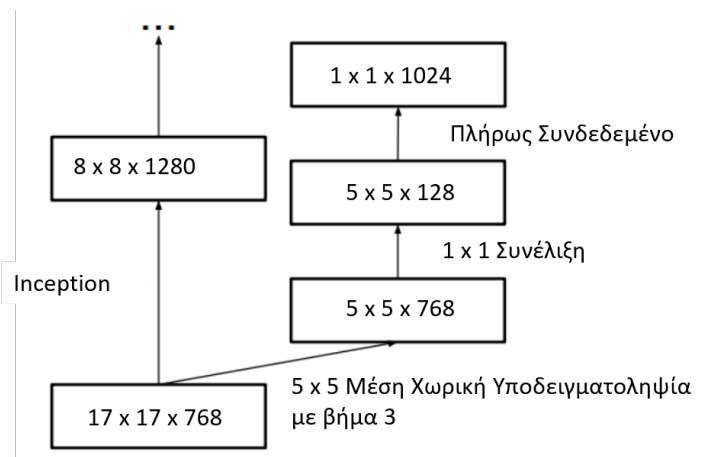 ...
1 x 1 x 1024
Πλήρως Συνδεδεμένο
8 x 8 x 1280
5 x 5 x 128
1 x 1 Συνέλιξη
Inception
5 x 5 x 768
5 x 5 Μέση Χωρική Υποδειγματοληψία
με βήμα 3
17 x 17 x 768